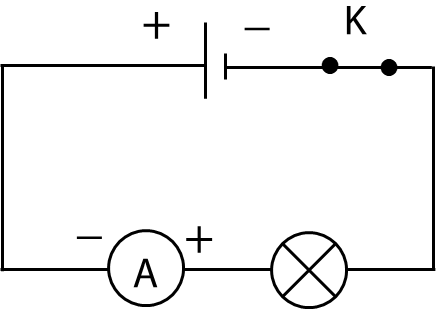 + − K
− A +